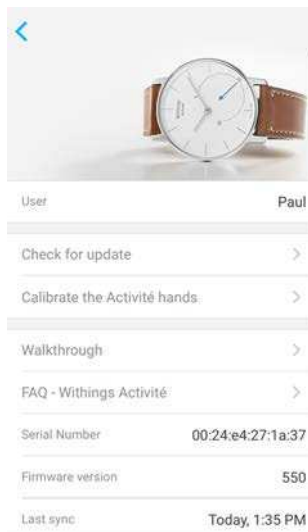 User Paul
Check for update
Calibrate the Activité hands
Walkthrough
FAQ - Withings Activité
Serial Number 00:24:e4:27:1a:37
Firmware version 550
Last sync Today, 1:35 PM